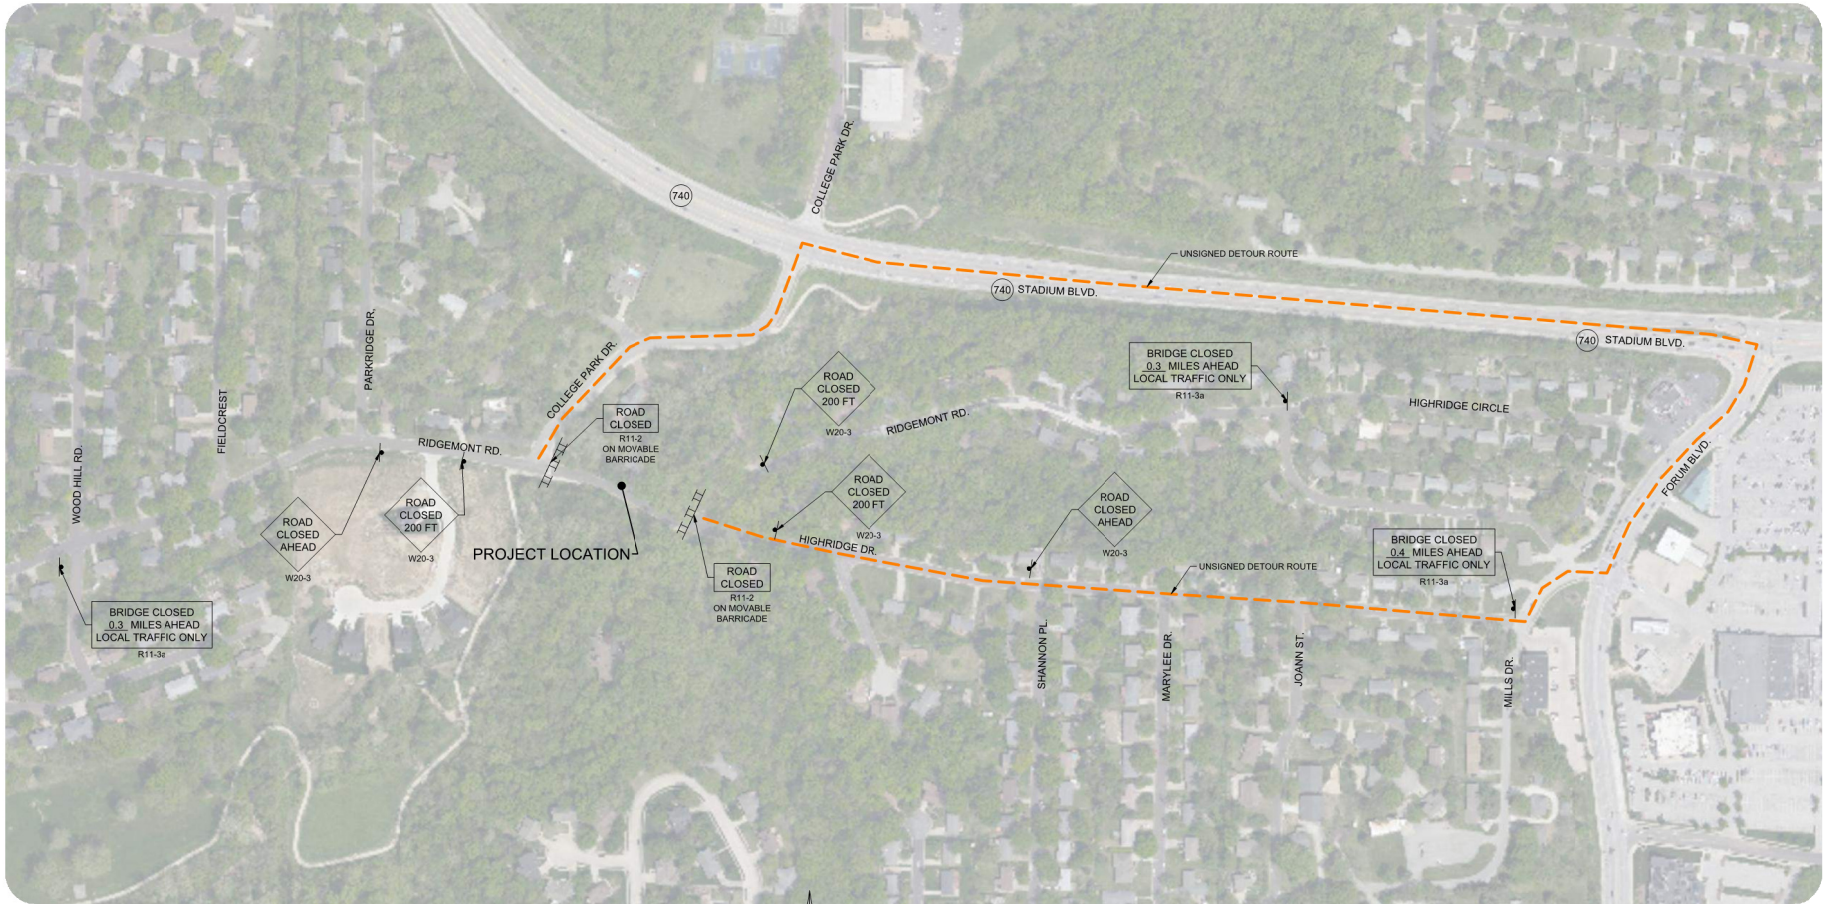 COLLEGE PARK DR.
740
UNSIGNED DETOUR ROUTE
740 STADIUM BLVD.
740 STADIUM BLVD.
PARKRIDGE DR.
FIELDCREST
WOOD HILL RD.
COLLEGE PARK DR.
RIDGEMONT RD.
ROAD
CLOSED
R11-2
ON MOVABLE
BARRICADE
ROAD
CLOSED
200 FT
W20-3
RIDGEMONT RD.
BRIDGE CLOSED
0.3 MILES AHEAD
LOCAL TRAFFIC ONLY
R11-3a
HIGHRIDGE CIRCLE
FORUM BLVD.
ROAD
CLOSED
AHEAD
W20-3
ROAD
CLOSED
200 FT
W20-3
PROJECT LOCATION
ROAD
CLOSED
200 FT
W20-3
HIGHRIDGE DR.
ROAD
CLOSED
AHEAD
W20-3
BRIDGE CLOSED
0.4 MILES AHEAD
LOCAL TRAFFIC ONLY
R11-3a
UNSIGNED DETOUR ROUTE
ROAD
CLOSED
R11-2
ON MOVABLE
BARRICADE
BRIDGE CLOSED
0.3 MILES AHEAD
LOCAL TRAFFIC ONLY
R11-3a
SHANNON PL.
MARYLEE DR.
JOANN ST.
MILLS DR.